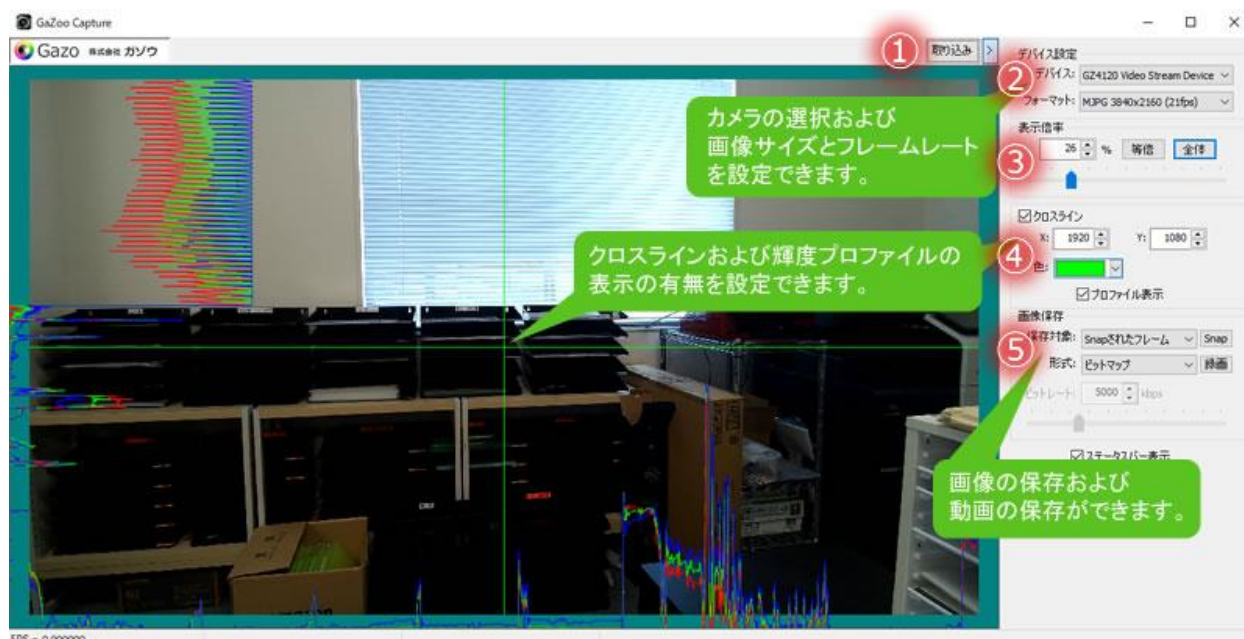 GaZoo Capture
Gazo 株式会社 ガゾウ
① 取り込み >
デバイス設定
② デバイス: GZ4120 Video Stream Device
フォーマット: MJPG 3840x2160 (21fps)
カメラの選択および
画像サイズとフレームレート
を設定できます。
表示倍率
③ 26 % 等倍 全体
☑クロスライン
X: 1920 Y: 1080
④ 色:
クロスラインおよび輝度プロファイルの
表示の有無を設定できます。
☑プロファイル表示
画像保存
⑤ 保存対象: Snapされたフレーム Snap
形式: ビットマップ 録画
ビットレート: 5000 kbps
☑ステータスバー表示
画像の保存および
動画の保存ができます。
FPS = 0.000000